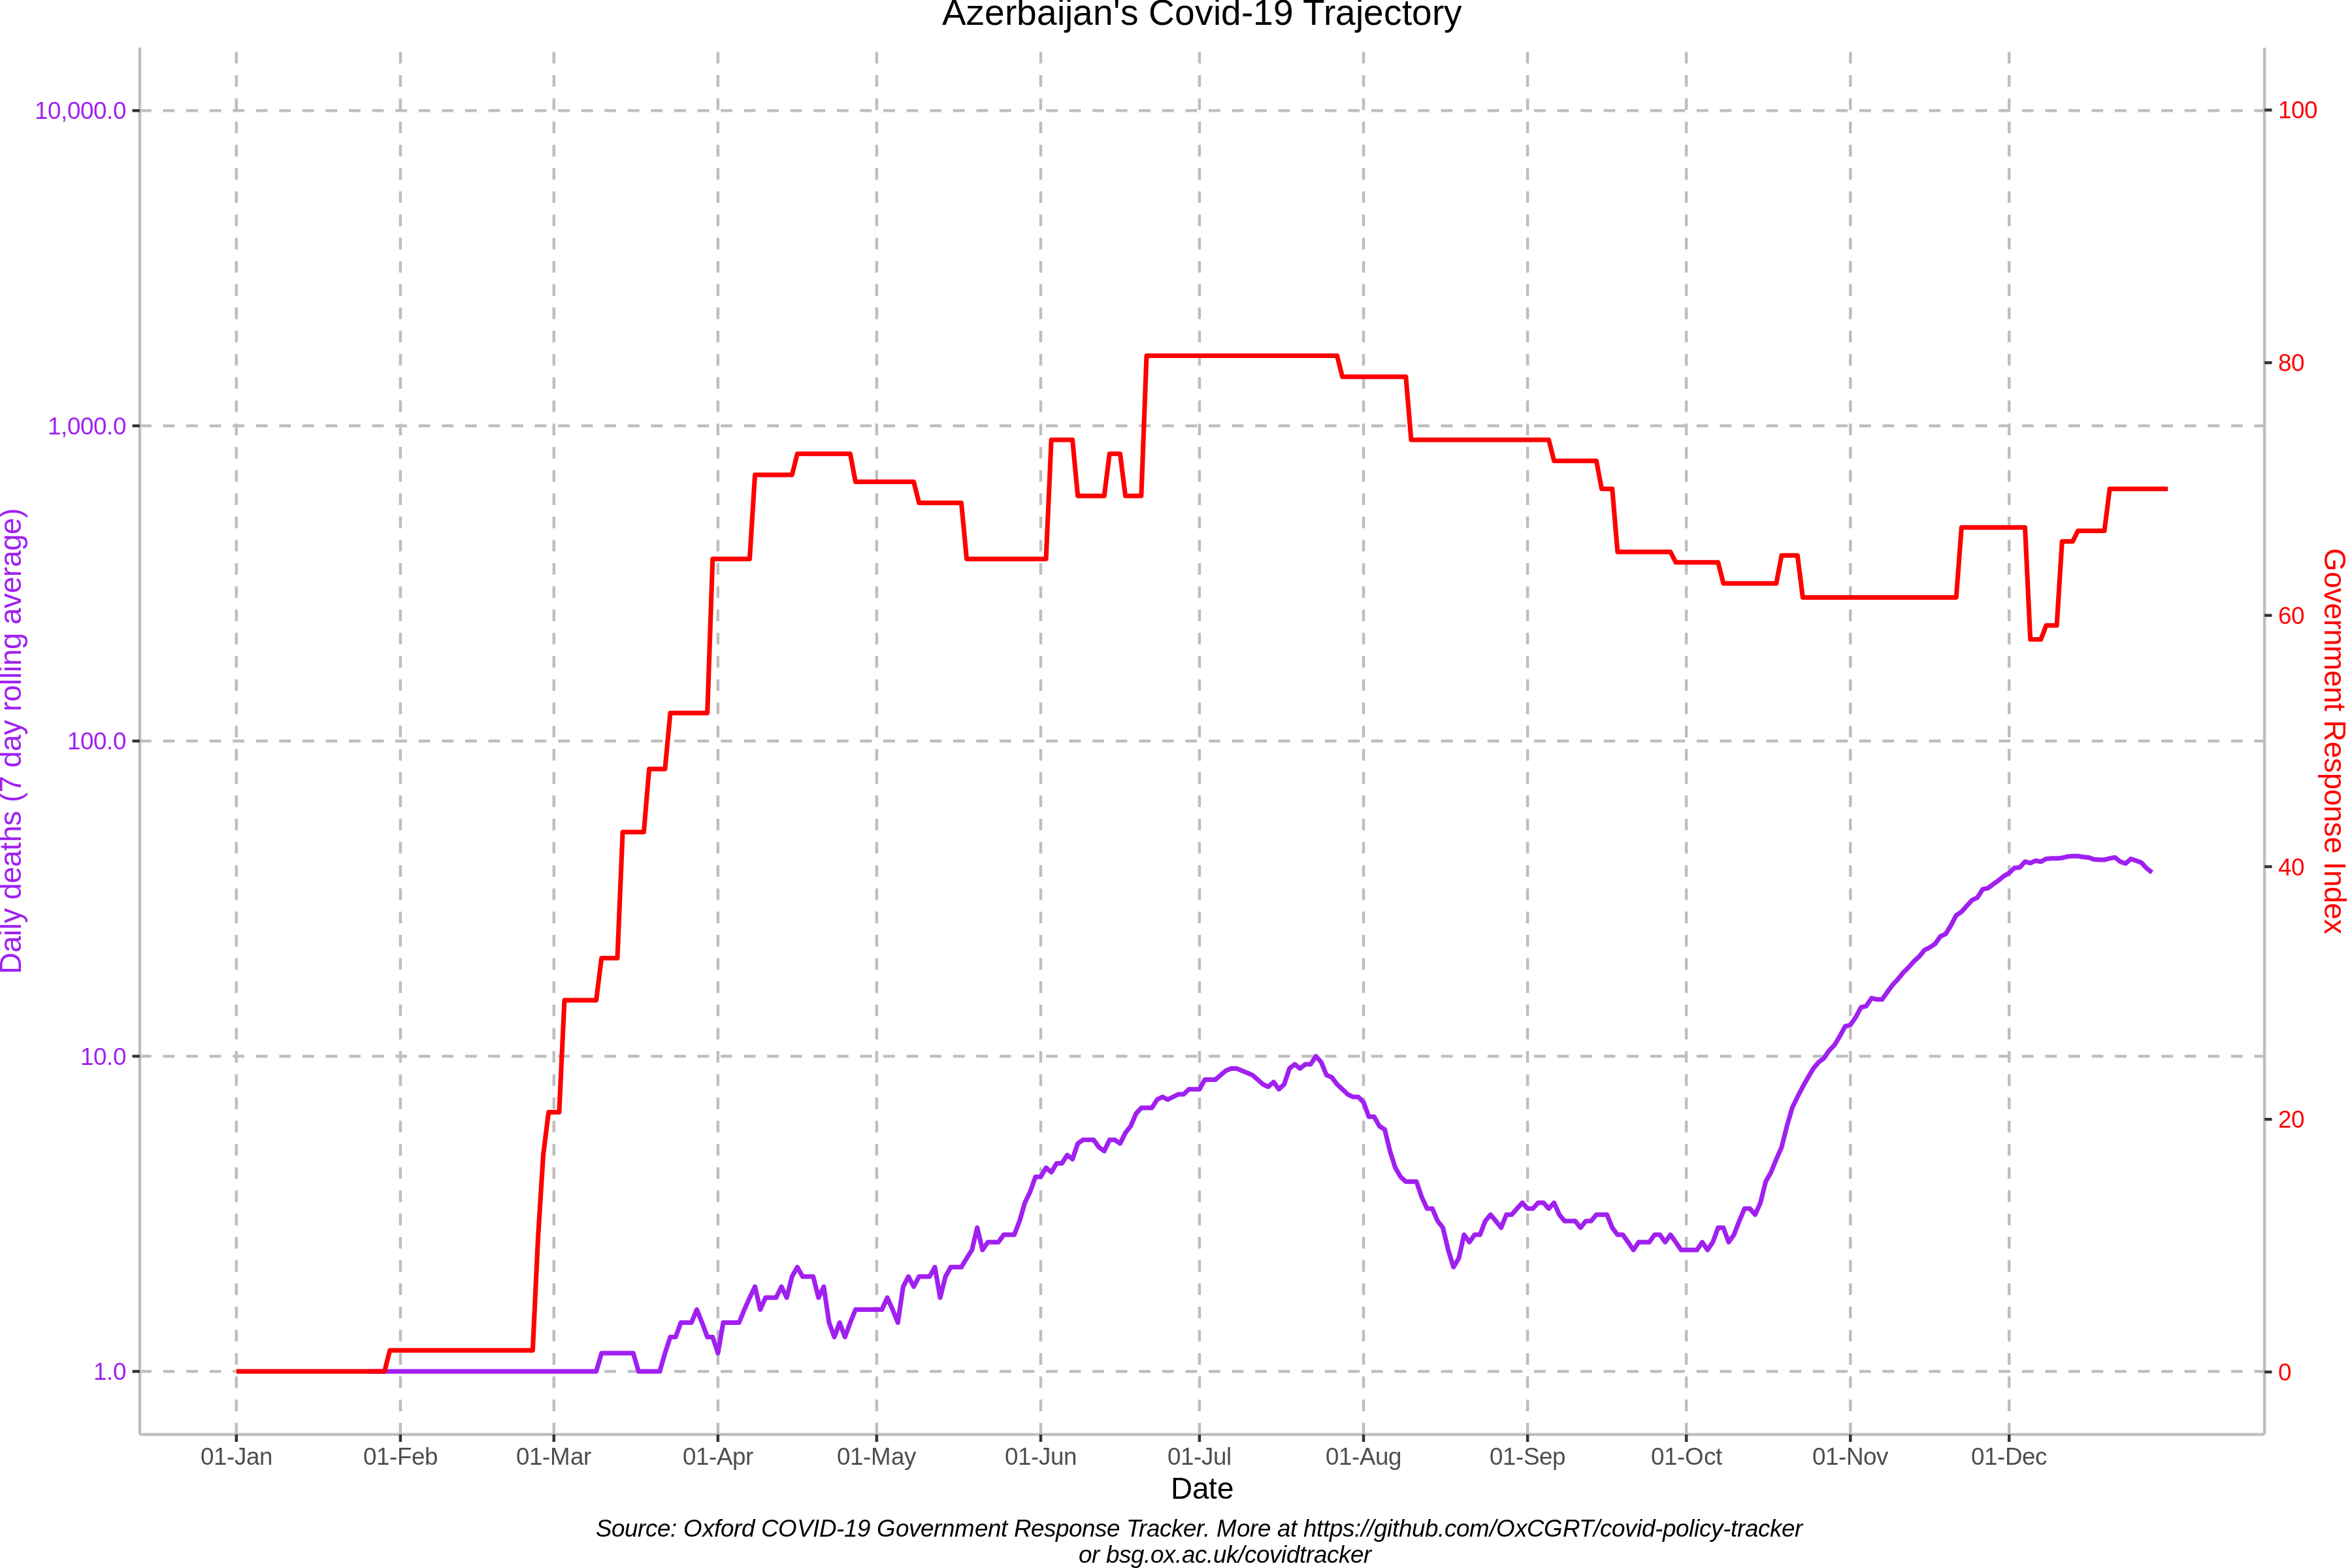 Azerbaijan's Covid-19 Trajectory
10,000.0
1,000.0
100.0
10.0
1.0
Daily deaths (7 day rolling average)
100
80
60
40
20
0
Government Response Index
01-Jan 01-Feb 01-Mar 01-Apr 01-May 01-Jun 01-Jul 01-Aug 01-Sep 01-Oct 01-Nov 01-Dec
Date
Source: Oxford COVID-19 Government Response Tracker. More at https://github.com/OxCGRT/covid-policy-tracker
or bsg.ox.ac.uk/covidtracker